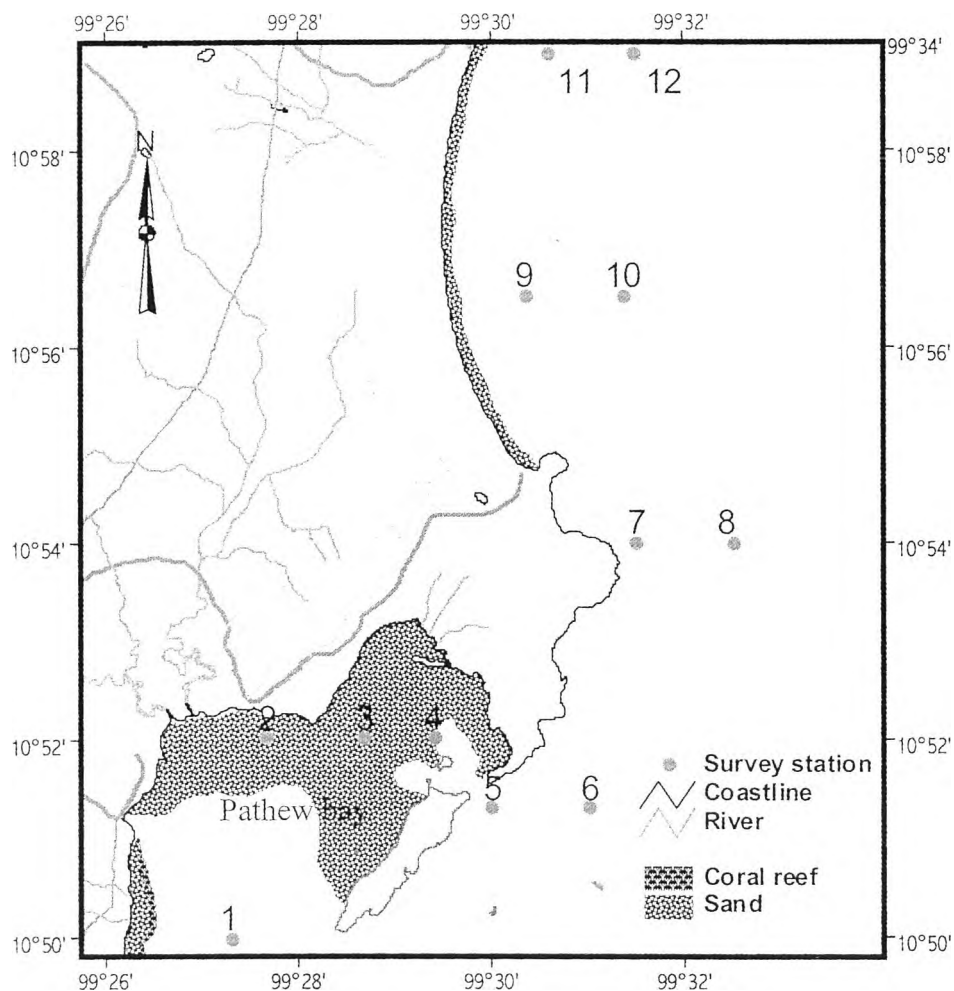 99°26' 99°28' 99°30' 99°32'
99°34'
11 12
10°58' 10°58'
N
9 10
10°56' 10°56'
7 8
10°54' 10°54'
2 3 4
10°52' 10°52'
Survey station
5 6
Coastline
Pathew bay
River
Coral reef
Sand
1
10°50' 10°50'
99°26' 99°28' 99°30' 99°32'